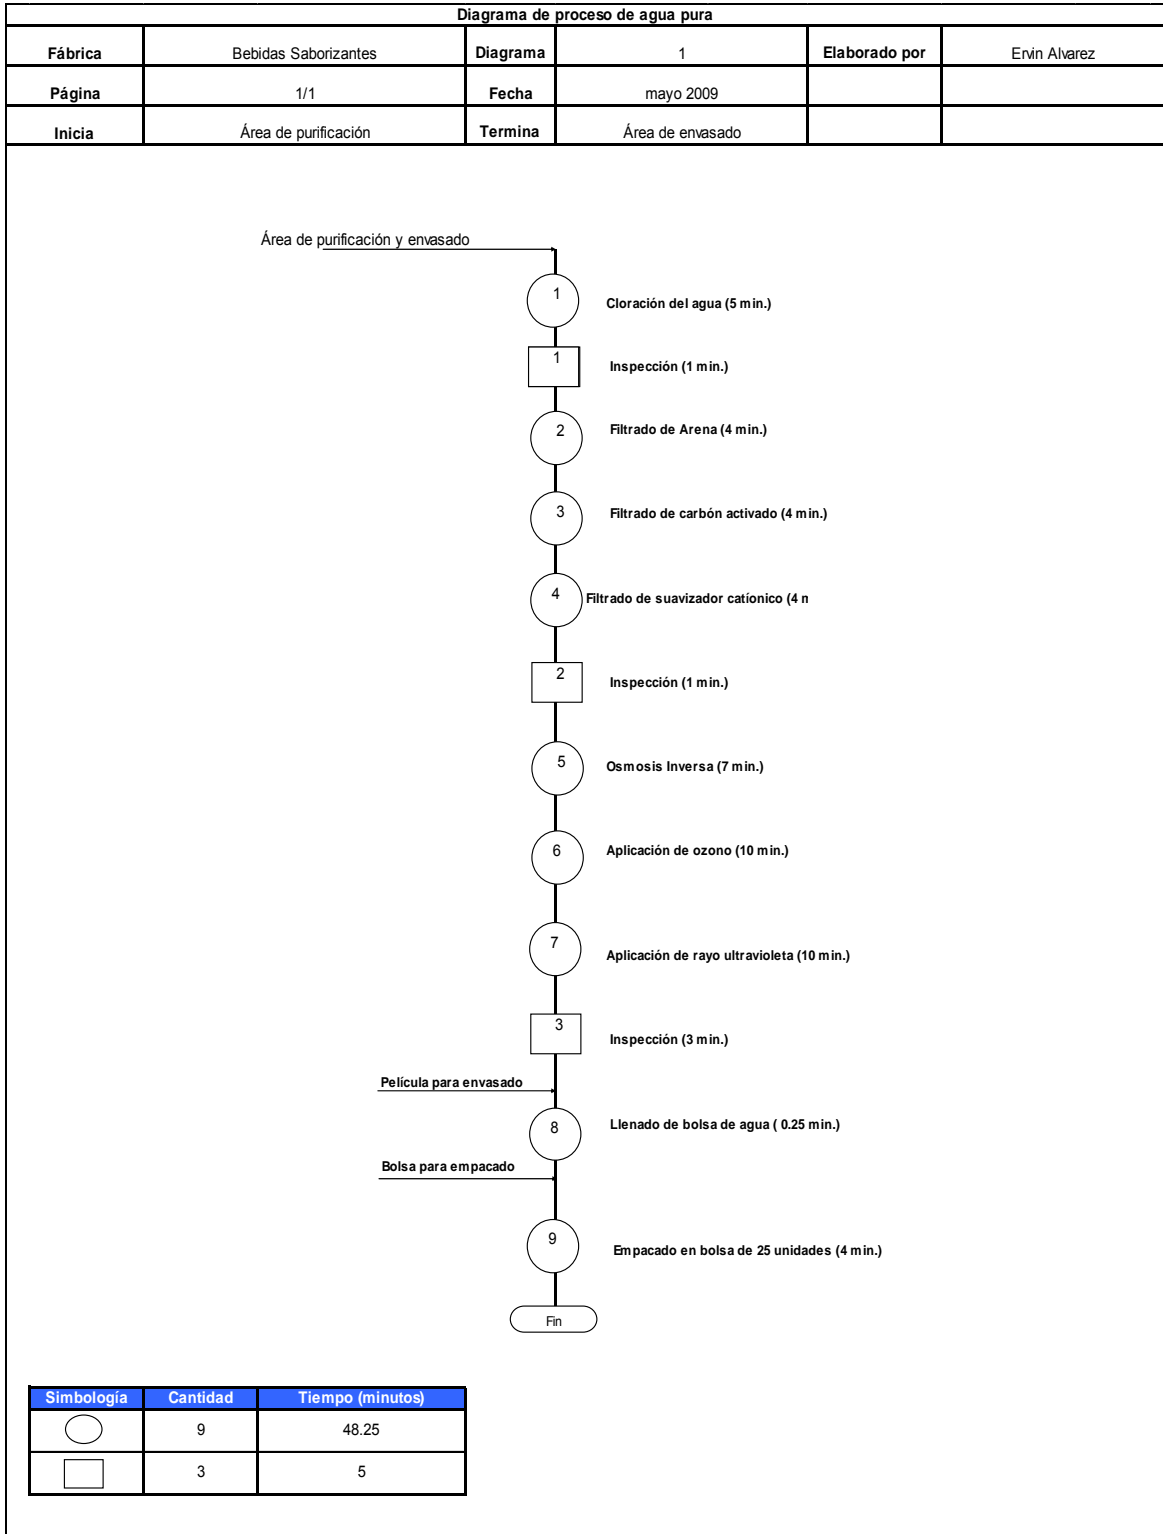 Diagrama de proceso de agua pura
Fábrica Bebidas Saborizantes Diagrama 1 Elaborado por Ervin Alvarez
Página 1/1 Fecha mayo 2009
Inicia Área de purificación Termina Área de envasado
Área de purificación y envasado
1 Cloración del agua (5 min.)
1 Inspección (1 min.)
2 Filtrado de Arena (4 min.)
3 Filtrado de carbón activado (4 min.)
4 Filtrado de suavizador catíonico (4 n
2 Inspección (1 min.)
5 Osmosis Inversa (7 min.)
6 Aplicación de ozono (10 min.)
7 Aplicación de rayo ultravioleta (10 min.)
3 Inspección (3 min.)
Película para envasado
8 Llenado de bolsa de agua ( 0.25 min.)
Bolsa para empacado
9 Empacado en bolsa de 25 unidades (4 min.)
Fin
Simbología Cantidad Tiempo (minutos)
9 48.25
3 5